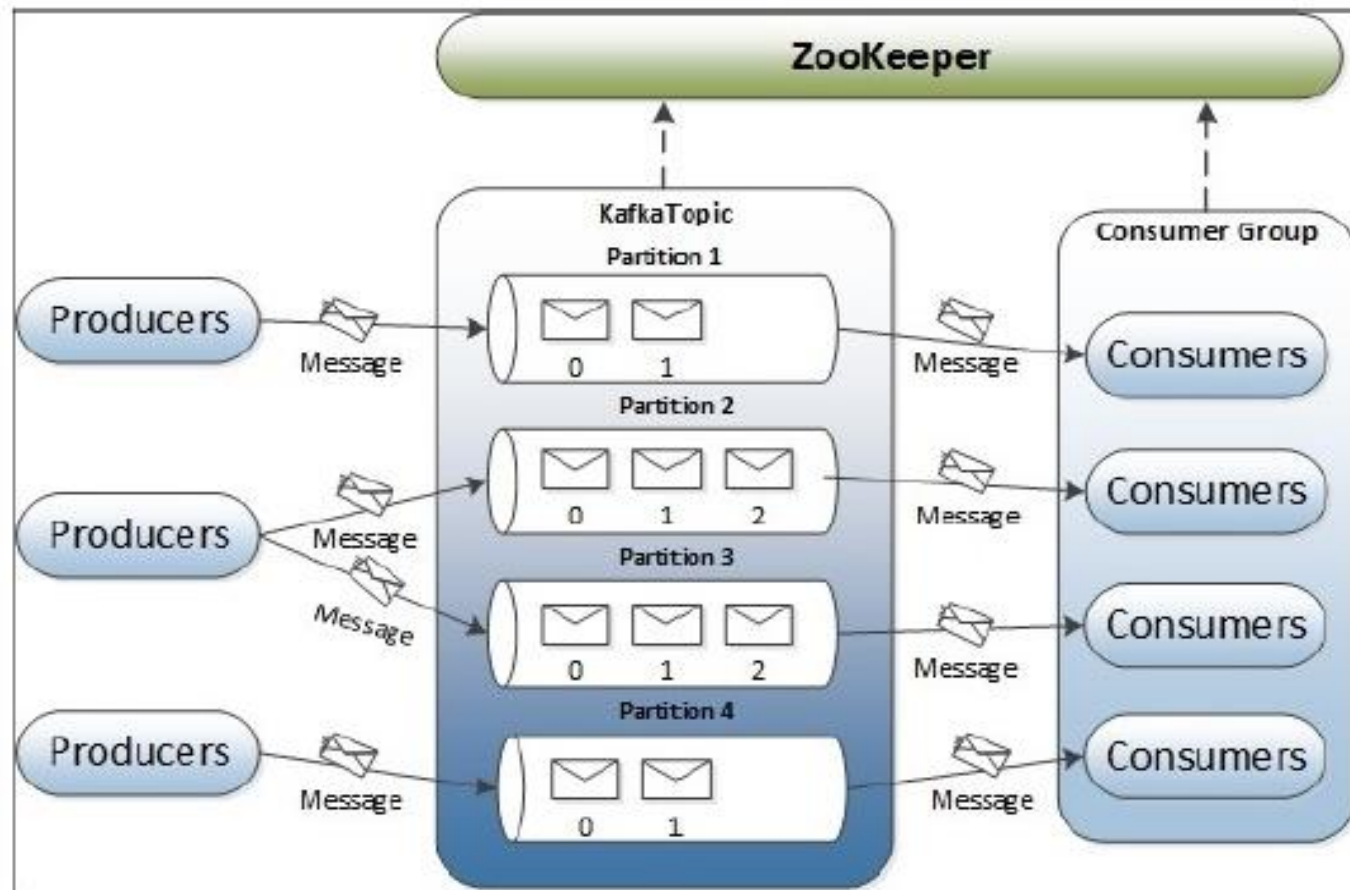 ZooKeeper
KafkaTopic
Consumer Group
Partition 1
Producers
Message
0 1
Message
Consumers
Partition 2
Producers
Message
Message
0 1 2
Message
Consumers
Partition 3
0 1 2
Message
Consumers
Partition 4
Producers
Message
0 1
Message
Consumers